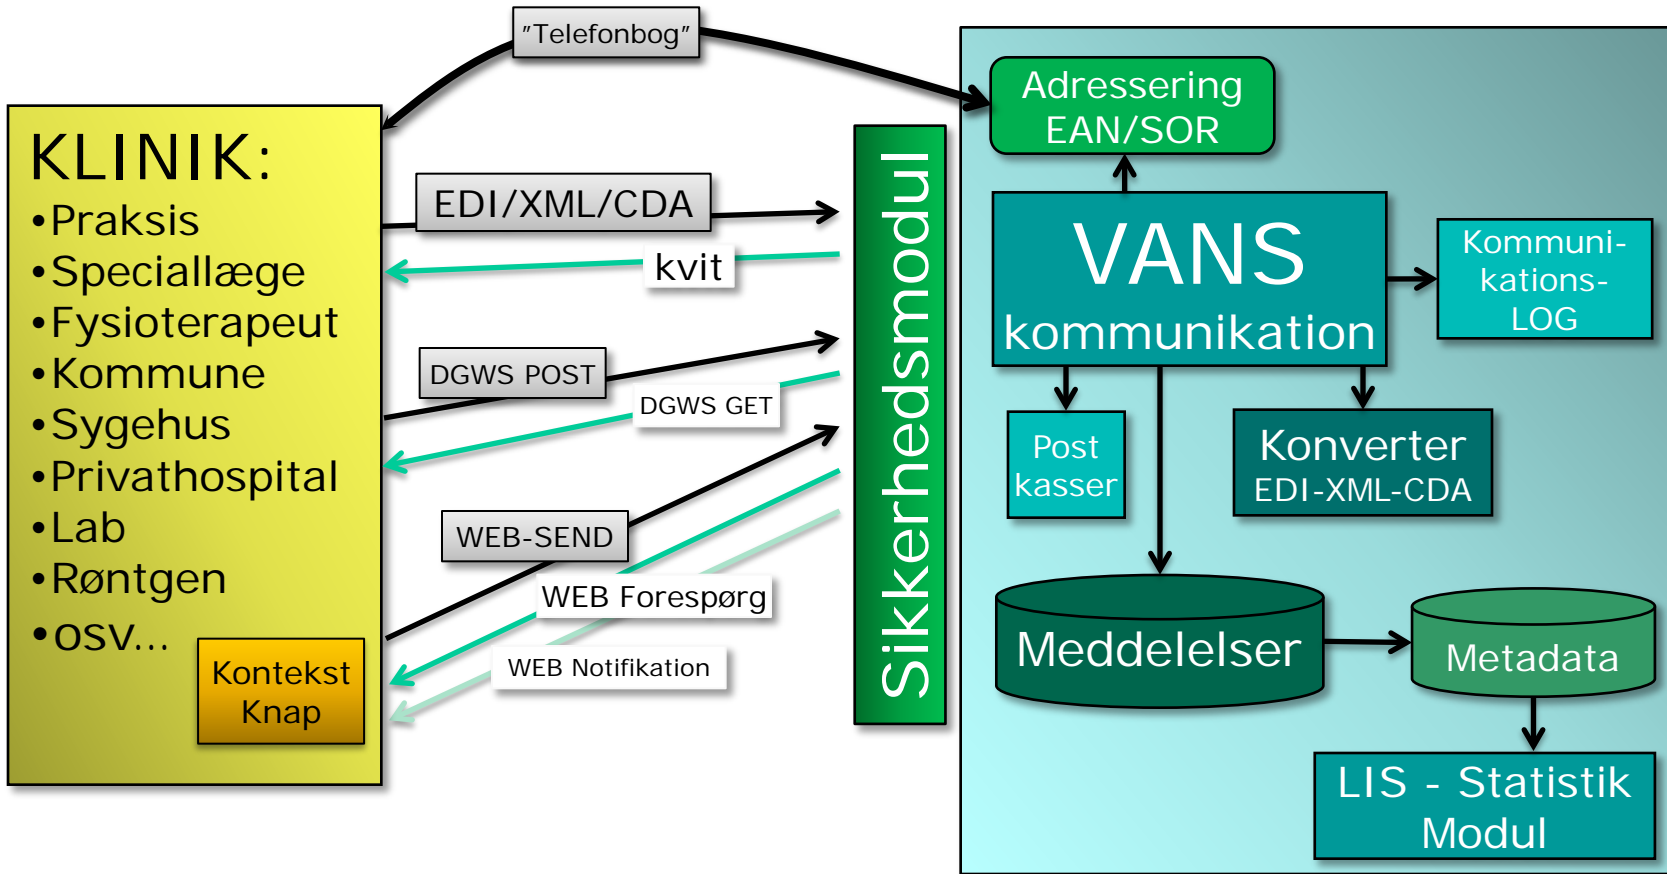 "Telefonbog"
KLINIK:
•Praksis
•Speciallæge
•Fysioterapeut
•Kommune
•Sygehus
•Privathospital
•Lab
•Røntgen
•osv...
Kontekst
Knap
EDI/XML/CDA
kvit
DGWS POST
DGWS GET
WEB-SEND
WEB Forespørg
WEB Notifikation
Sikkerhedsmodul
Adressering
EAN/SOR
VANS
kommunikation
Kommuni-
kations-
LOG
Post
kasser
Konverter
EDI-XML-CDA
Meddelelser
Metadata
LIS - Statistik
Modul